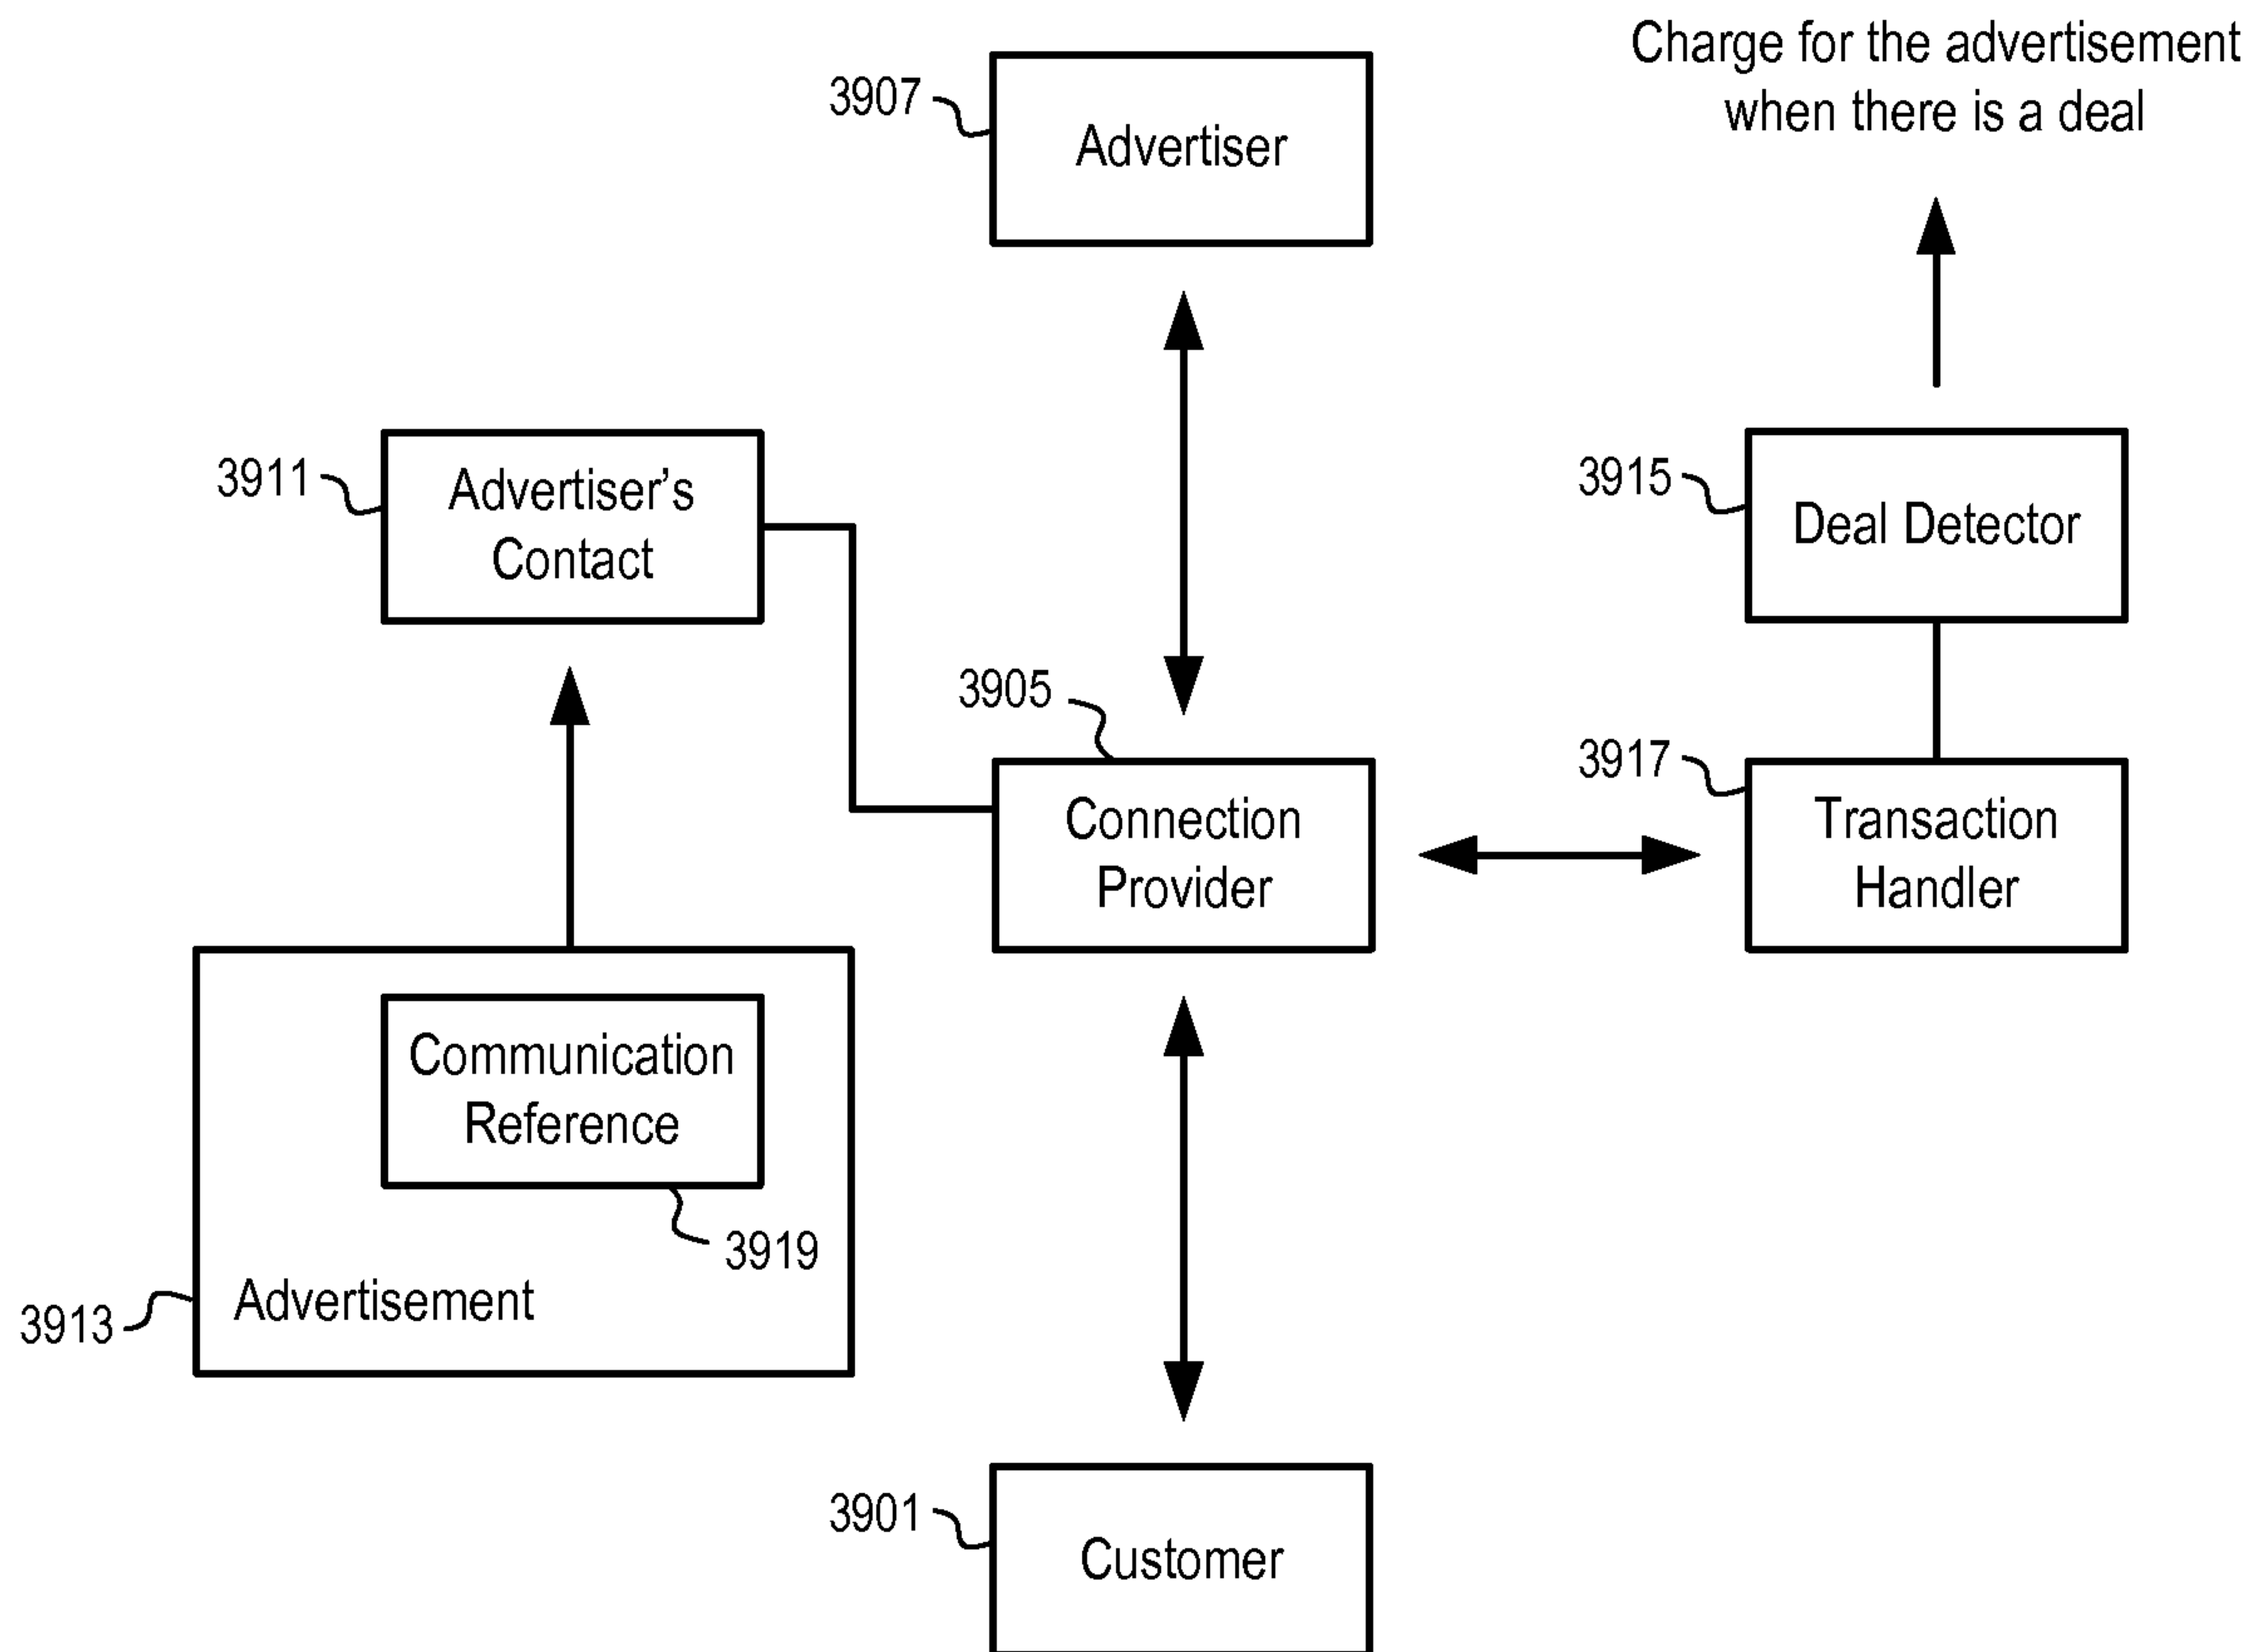 Charge for the advertisement
when there is a deal
3907
Advertiser
3911
Advertiser's
Contact
3915
Deal Detector
3905
Connection
Provider
3917
Transaction
Handler
Communication
Reference
3919
Advertisement
3913
3901
Customer